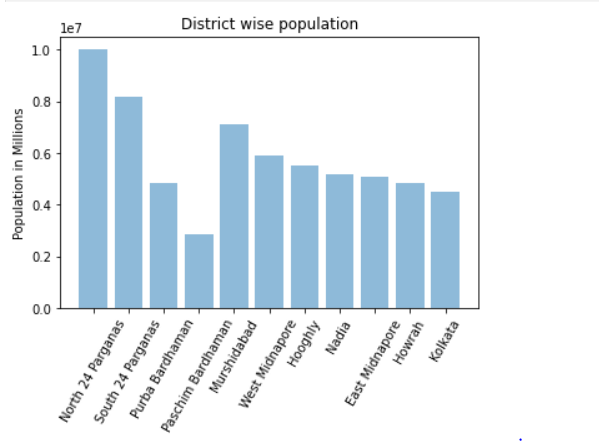 District wise population
1e7
1.0
0.8
0.6
0.4
0.2
0.0
Population in Millions
North 24 Parganas
South 24 Parganas
Purba Bardhaman
Paschim Bardhaman
Murshidabad
West Midnapore
Hooghly
Nadia
East Midnapore
Howrah
Kolkata